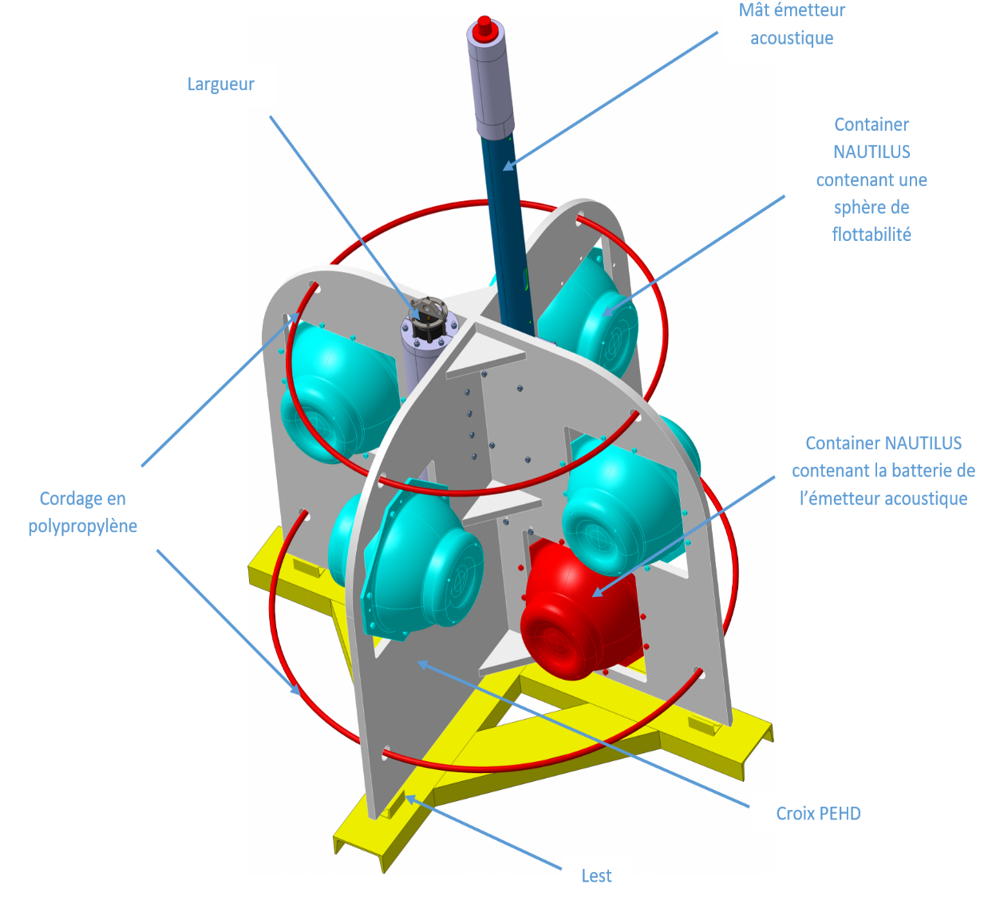 Mât émetteur
acoustique
Largueur
Container
NAUTILUS
contenant une
sphère de
flottabilité
Container NAUTILUS
contenant la batterie de
l’émetteur acoustique
Cordage en
polypropylène
Croix PEHD
Lest